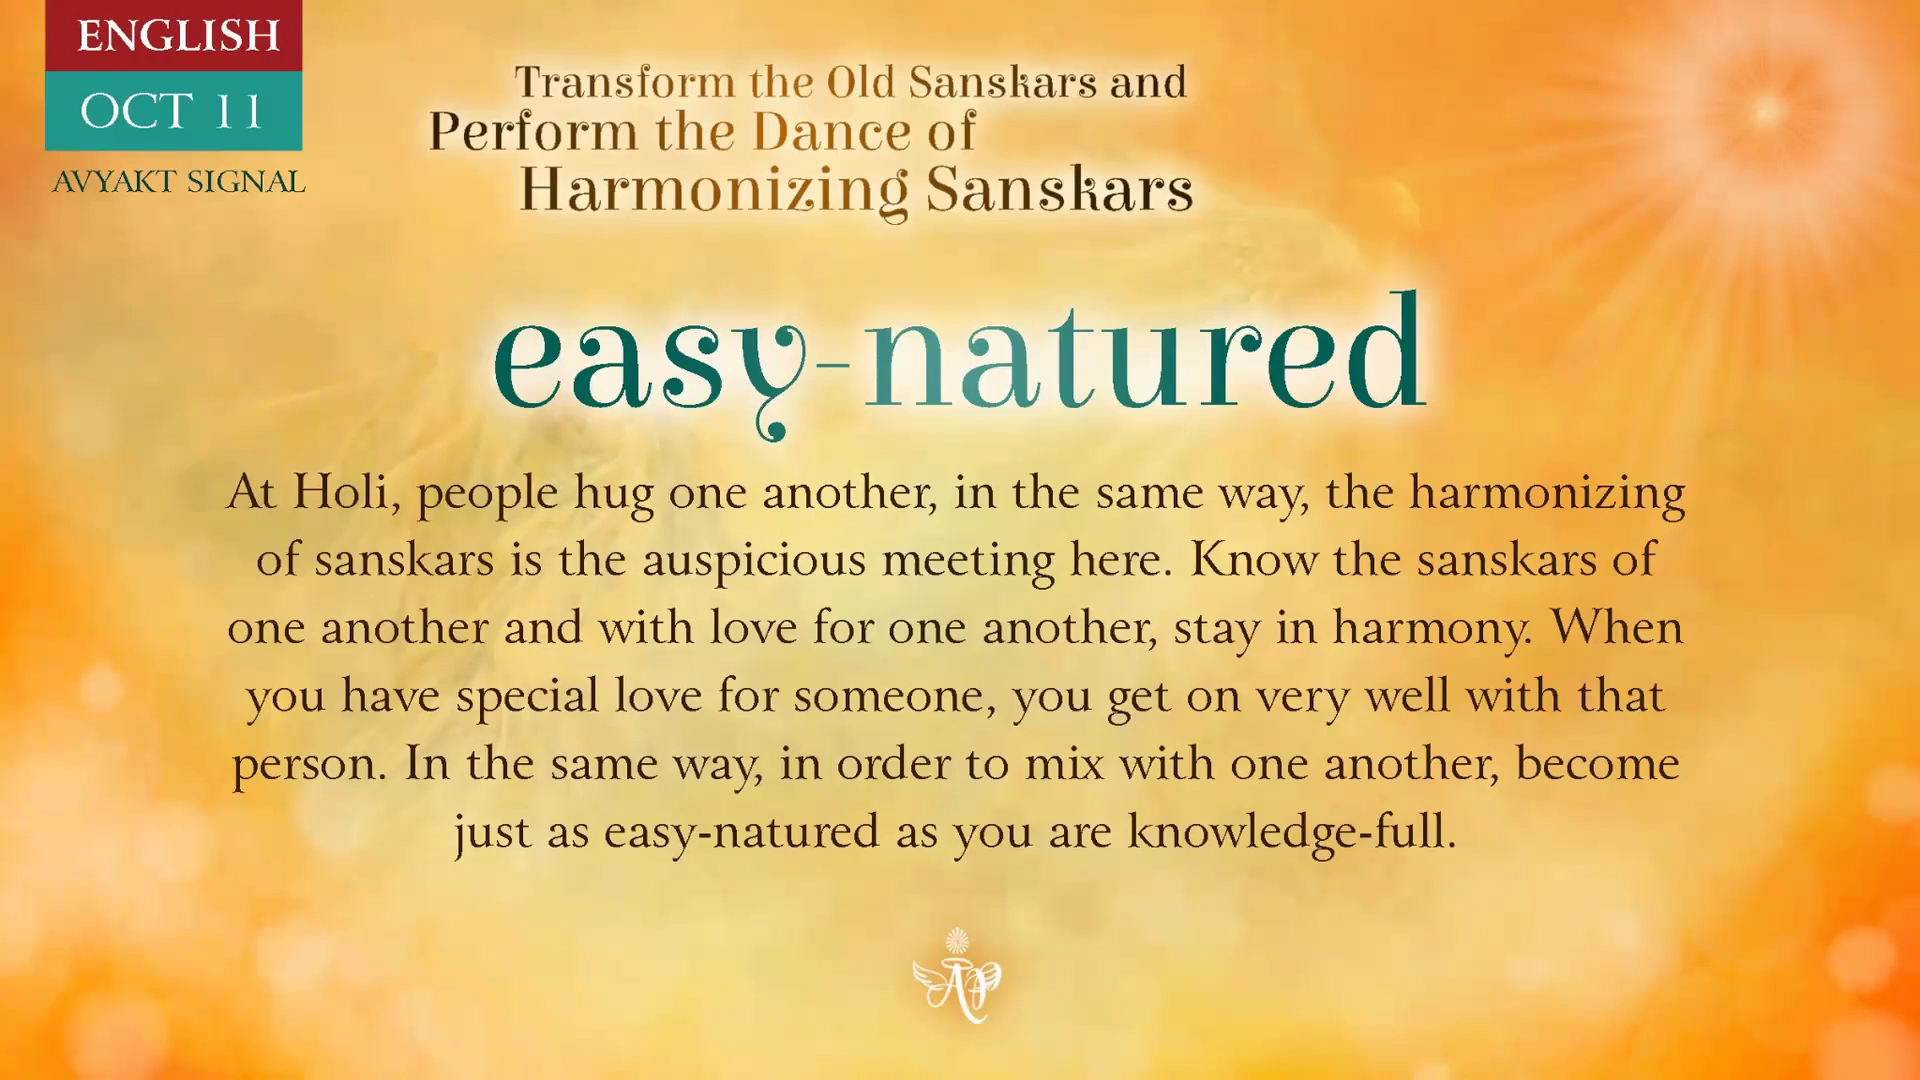 ENGLISH
OCT 11
AVYAKT SIGNAL
Transform the Old Sanskars and
Perform the Dance of
Harmonizing Sanskars
easy-natured
At Holi, people hug one another, in the same way, the harmonizing
of sanskars is the auspicious meeting here. Know the sanskars of
one another and with love for one another, stay in harmony. When
you have special love for someone, you get on very well with that
person. In the same way, in order to mix with one another, become
just as easy-natured as you are knowledge-full.
AP